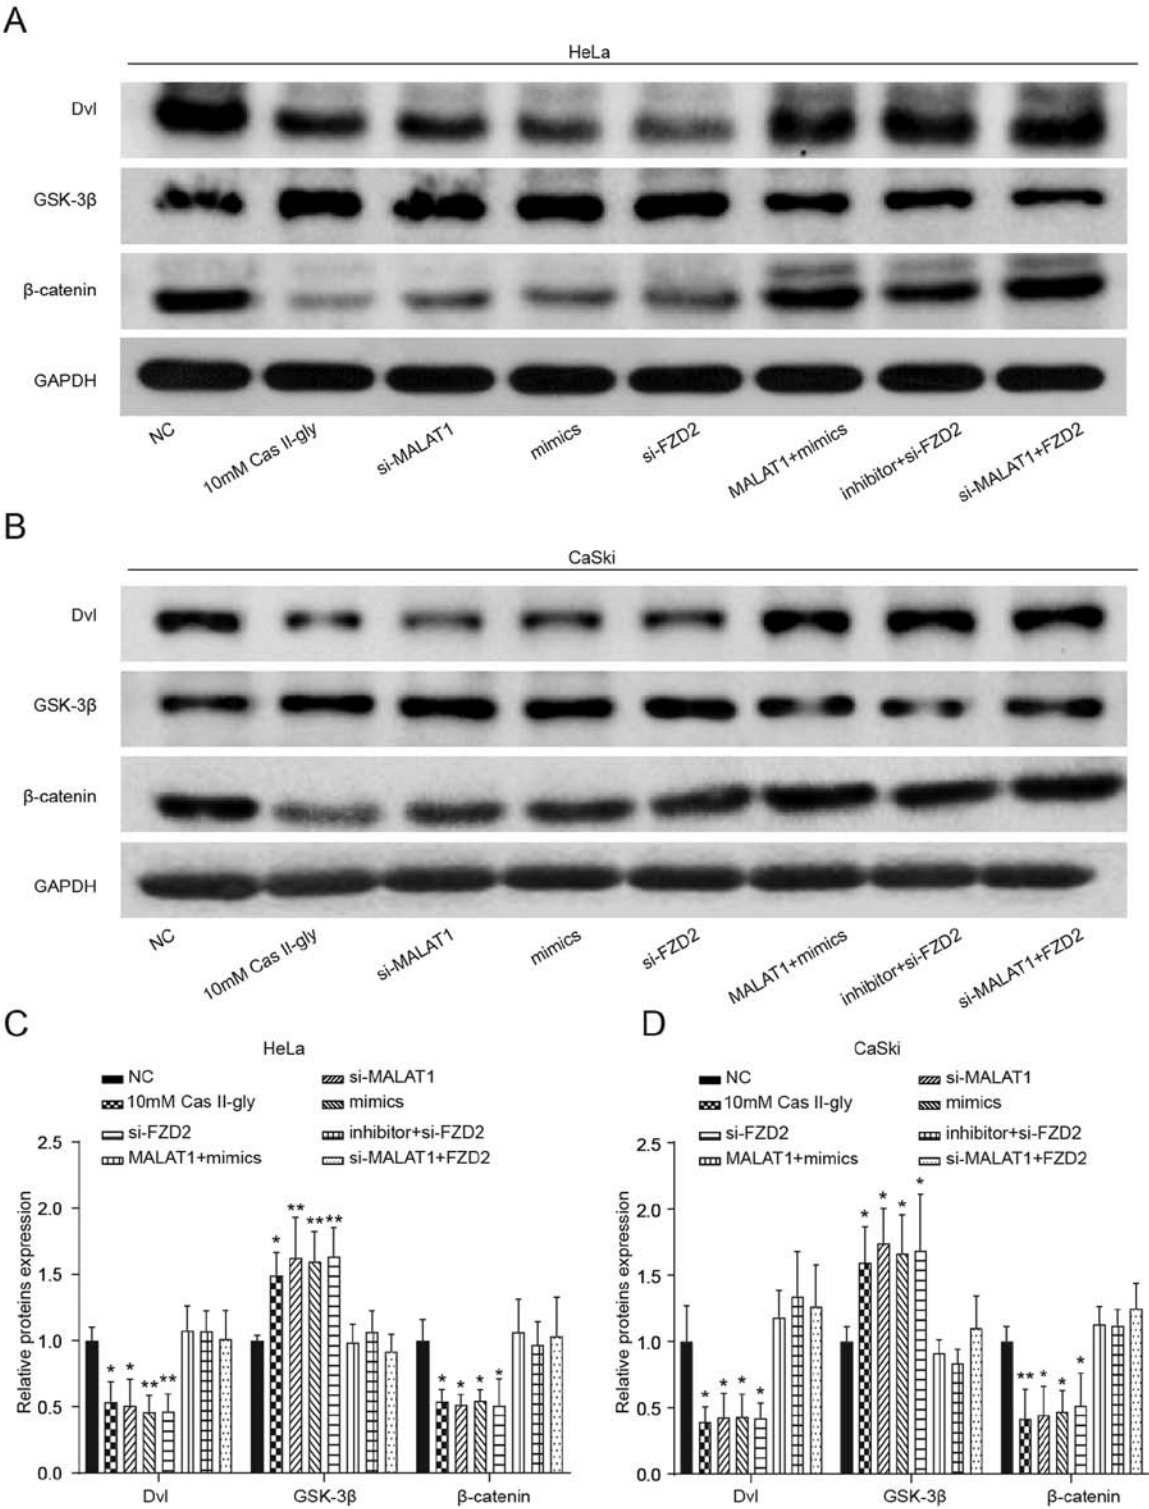 A
HeLa
Dvl
GSK-3β
β-catenin
GAPDH
NC
10mM Cas II-gly
si-MALAT1
mimics
si-FZD2
MALAT1+mimics
inhibitor+si-FZD2
si-MALAT1+FZD2
B
CaSki
Dvl
GSK-3β
β-catenin
GAPDH
NC
10mM Cas II-gly
si-MALAT1
mimics
si-FZD2
MALAT1+mimics
inhibitor+si-FZD2
si-MALAT1+FZD2
C
HeLa
NC
si-MALAT1
10mM Cas II-gly
mimics
si-FZD2
inhibitor+si-FZD2
MALAT1+mimics
si-MALAT1+FZD2
Relative proteins expression
2.5
2.0
1.5
1.0
0.5
0.0
* * ** **
* ** ** **
* * * *
Dvl
GSK-3β
β-catenin
D
CaSki
NC
si-MALAT1
10mM Cas II-gly
mimics
si-FZD2
inhibitor+si-FZD2
MALAT1+mimics
si-MALAT1+FZD2
Relative proteins expression
2.5
2.0
1.5
1.0
0.5
0.0
* * * *
* * * *
** * * *
Dvl
GSK-3β
β-catenin